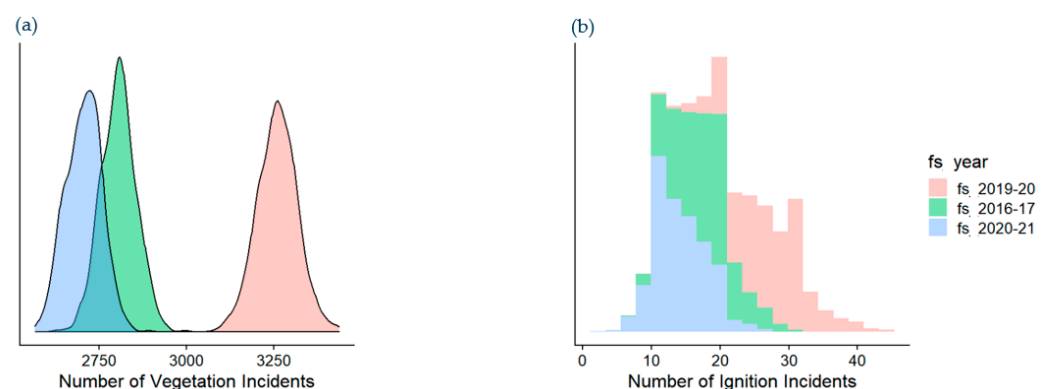 (a)
(b)
2750 3000 3250
Number of Vegetation Incidents
0 10 20 30 40
Number of Ignition Incidents
fs_year
fs_2019-20
fs_2016-17
fs_2020-21